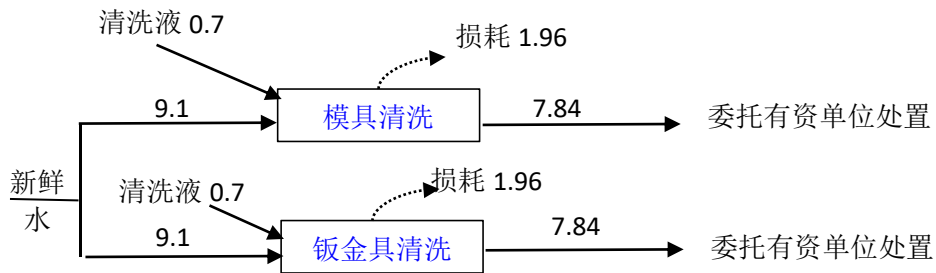 清洗液 0.7
损耗 1.96
9.1
模具清洗
7.84
委托有资单位处置
新鲜
水
清洗液 0.7
损耗 1.96
9.1
钣金具清洗
7.84
委托有资单位处置